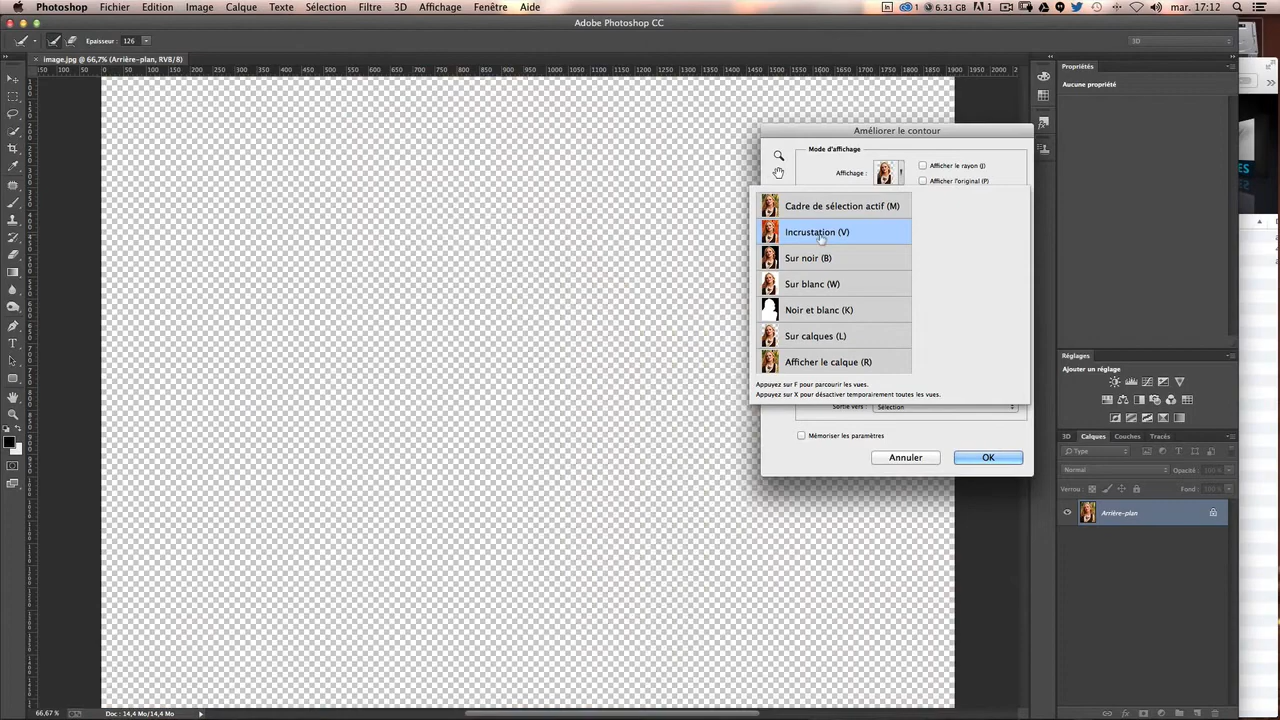 Photoshop Fichier Edition Image Calque Texte Sélection Filtre 3D Affichage Fenêtre Aide 1 6.31 GB 1 mar. 17:12
Adobe Photoshop CC
Epaisseur : 126 3D
× image.jpg @ 66,7% (Arrière-plan, RVB/8)
Propriétés
Aucune propriété
Améliorer le contour
Mode d'affichage
Affichage :
Afficher le rayon (J)
Afficher l'original (P)
Cadre de sélection actif (M)
Incrustation (V)
Sur noir (B)
Sur blanc (W)
Noir et blanc (K)
Sur calques (L)
Afficher le calque (R)
Appuyez sur F pour parcourir les vues.
Appuyez sur X pour désactiver temporairement toutes les vues.
Sortie vers : Sélection
Mémoriser les paramètres
Annuler OK
Réglages
Ajouter un réglage
3D Calques Couches Tracés
Type
Normal Opacité : 100 %
Verrou : Fond : 100 %
Arrière-plan
66,67 % Doc : 14,4 Mo/14,4 Mo